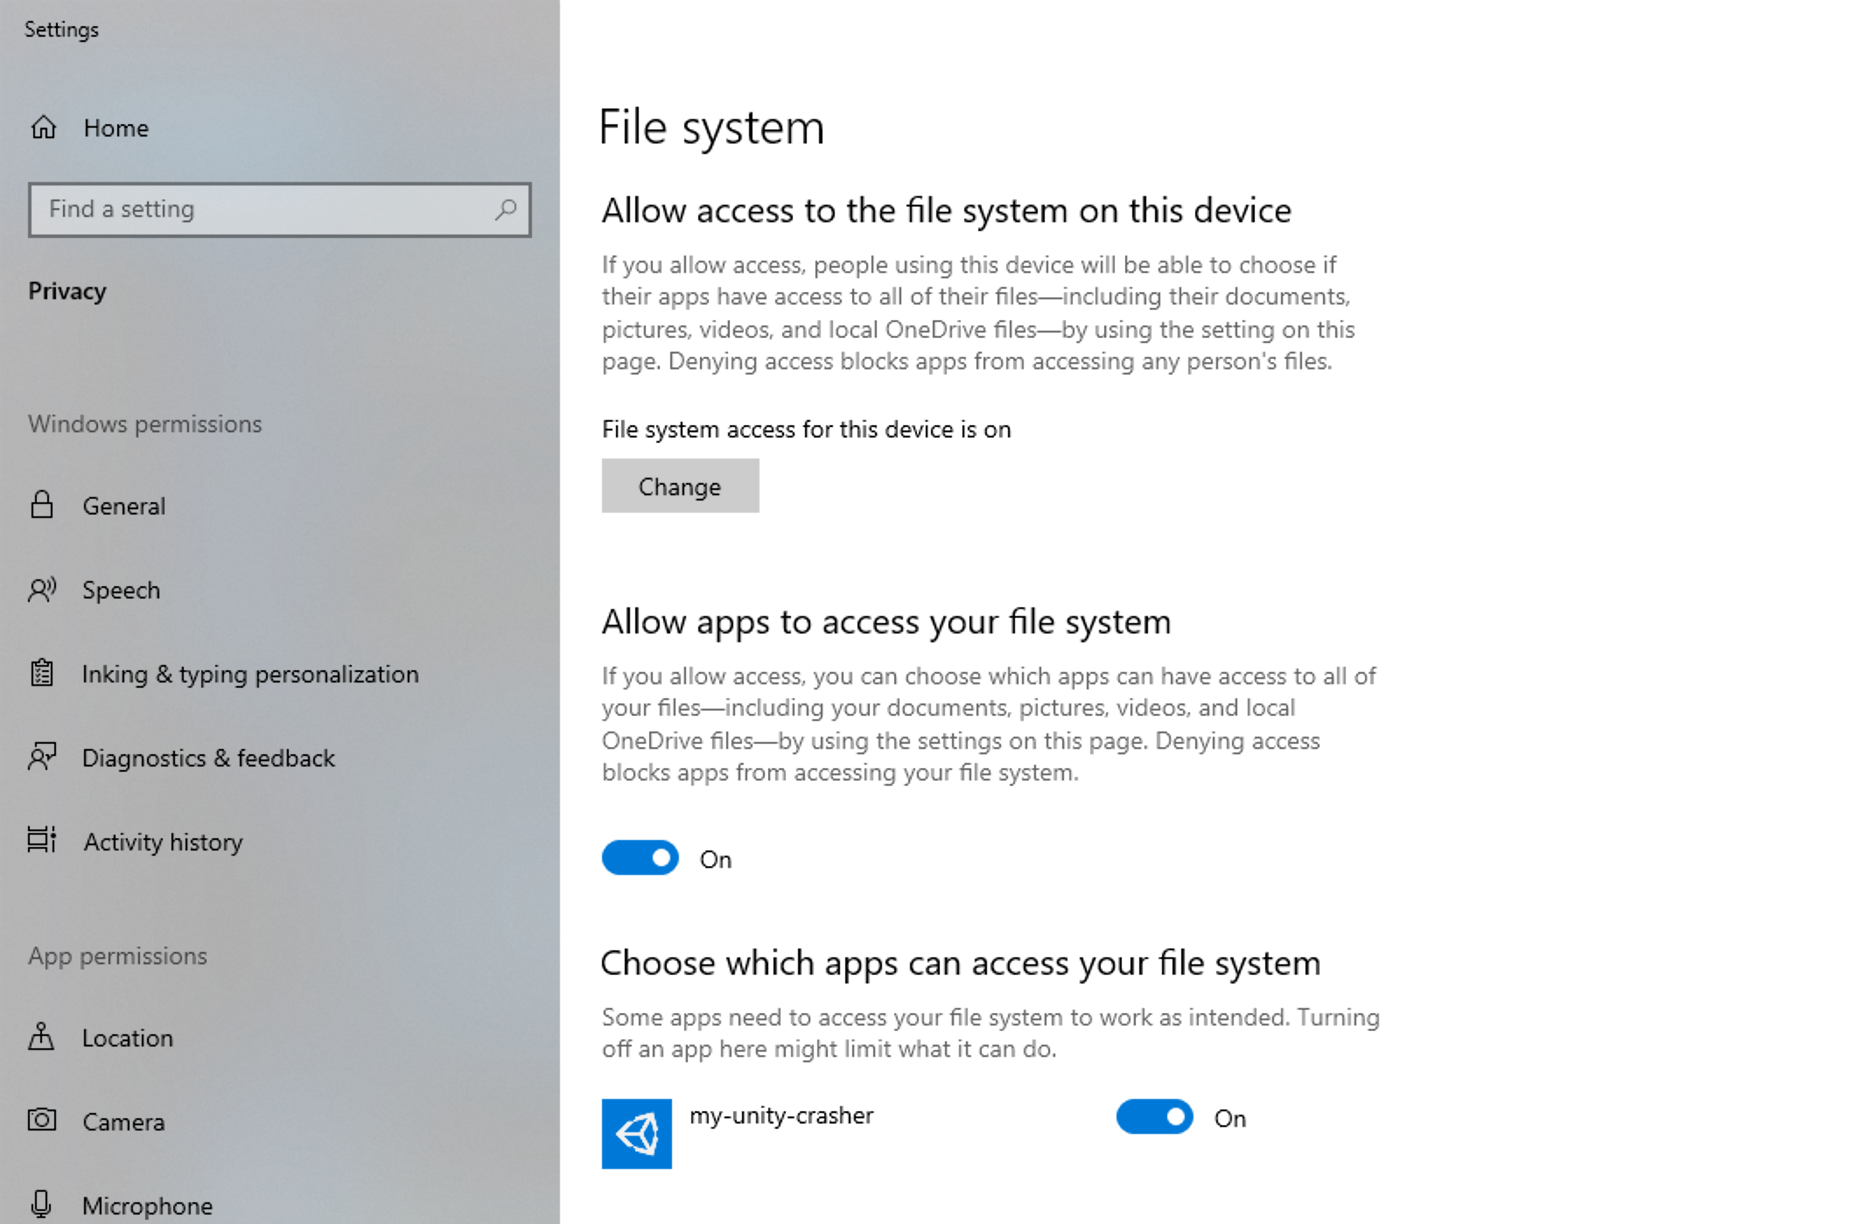 Settings
Home
Find a setting
Privacy
Windows permissions
General
Speech
Inking & typing personalization
Diagnostics & feedback
Activity history
App permissions
Location
Camera
Microphone
File system
Allow access to the file system on this device
If you allow access, people using this device will be able to choose if
their apps have access to all of their files—including their documents,
pictures, videos, and local OneDrive files—by using the setting on this
page. Denying access blocks apps from accessing any person's files.
File system access for this device is on
Change
Allow apps to access your file system
If you allow access, you can choose which apps can have access to all of
your files—including your documents, pictures, videos, and local
OneDrive files—by using the settings on this page. Denying access
blocks apps from accessing your file system.
On
Choose which apps can access your file system
Some apps need to access your file system to work as intended. Turning
off an app here might limit what it can do.
my-unity-crasher
On